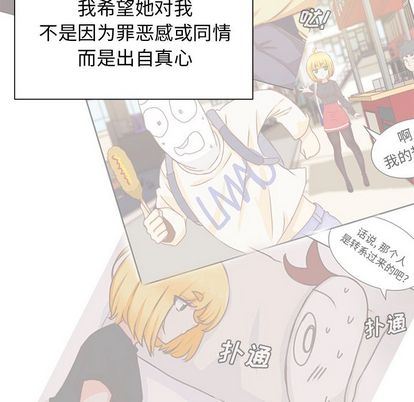 我希望她对我
不是因为罪恶感或同情
而是出自真心
哒!
LMAO
啊
我的
话说,那个人
是转系过来的吧?
扑通
扑通